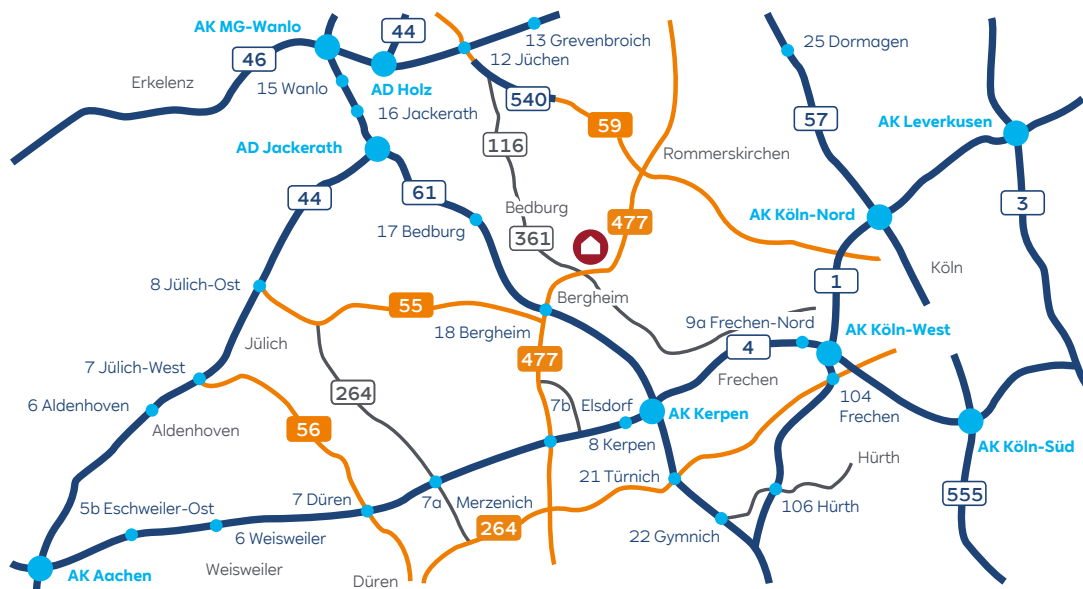 AK MG-Wanlo
44
13 Grevenbroich
25 Dormagen
46
12 Jüchen
Erkelenz
15 Wanlo
AD Holz
540
16 Jackerath
59
57
AK Leverkusen
AD Jackerath
116
Rommerskirchen
44
61
3
Bedburg
477
AK Köln-Nord
17 Bedburg
361
Köln
8 Jülich-Ost
1
55
Bergheim
18 Bergheim
9a Frechen-Nord
AK Köln-West
Jülich
477
4
7 Jülich-West
Frechen
264
6 Aldenhoven
7b
Elsdorf
AK Kerpen
104
Frechen
Aldenhoven
56
8 Kerpen
AK Köln-Süd
Hürth
21 Türnich
555
7 Düren
7a
Merzenich
5b Eschweiler-Ost
106 Hürth
264
6 Weisweiler
22 Gymnich
AK Aachen
Weisweiler
Düren